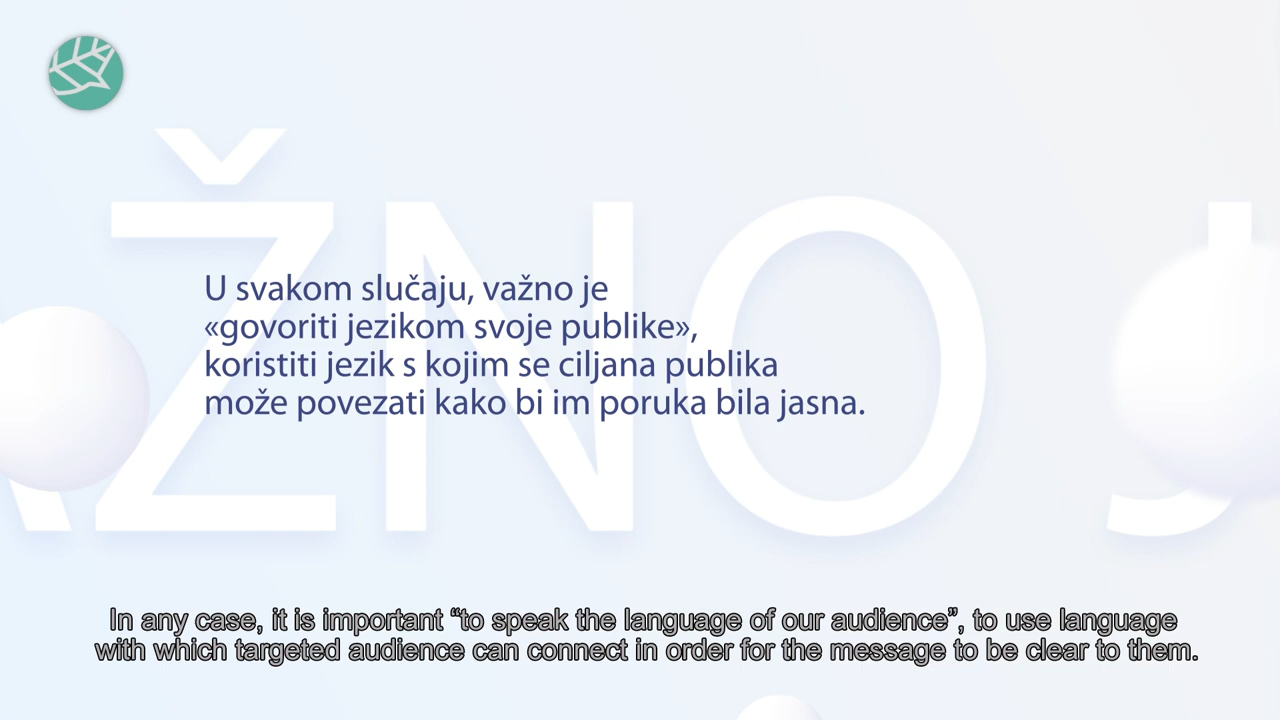 ŽNO J
U svakom slučaju, važno je
«govoriti jezikom svoje publike»,
koristiti jezik s kojim se ciljana publika
može povezati kako bi im poruka bila jasna.
In any case, it is important “to speak the language of our audience”, to use language
with which targeted audience can connect in order for the message to be clear to them.